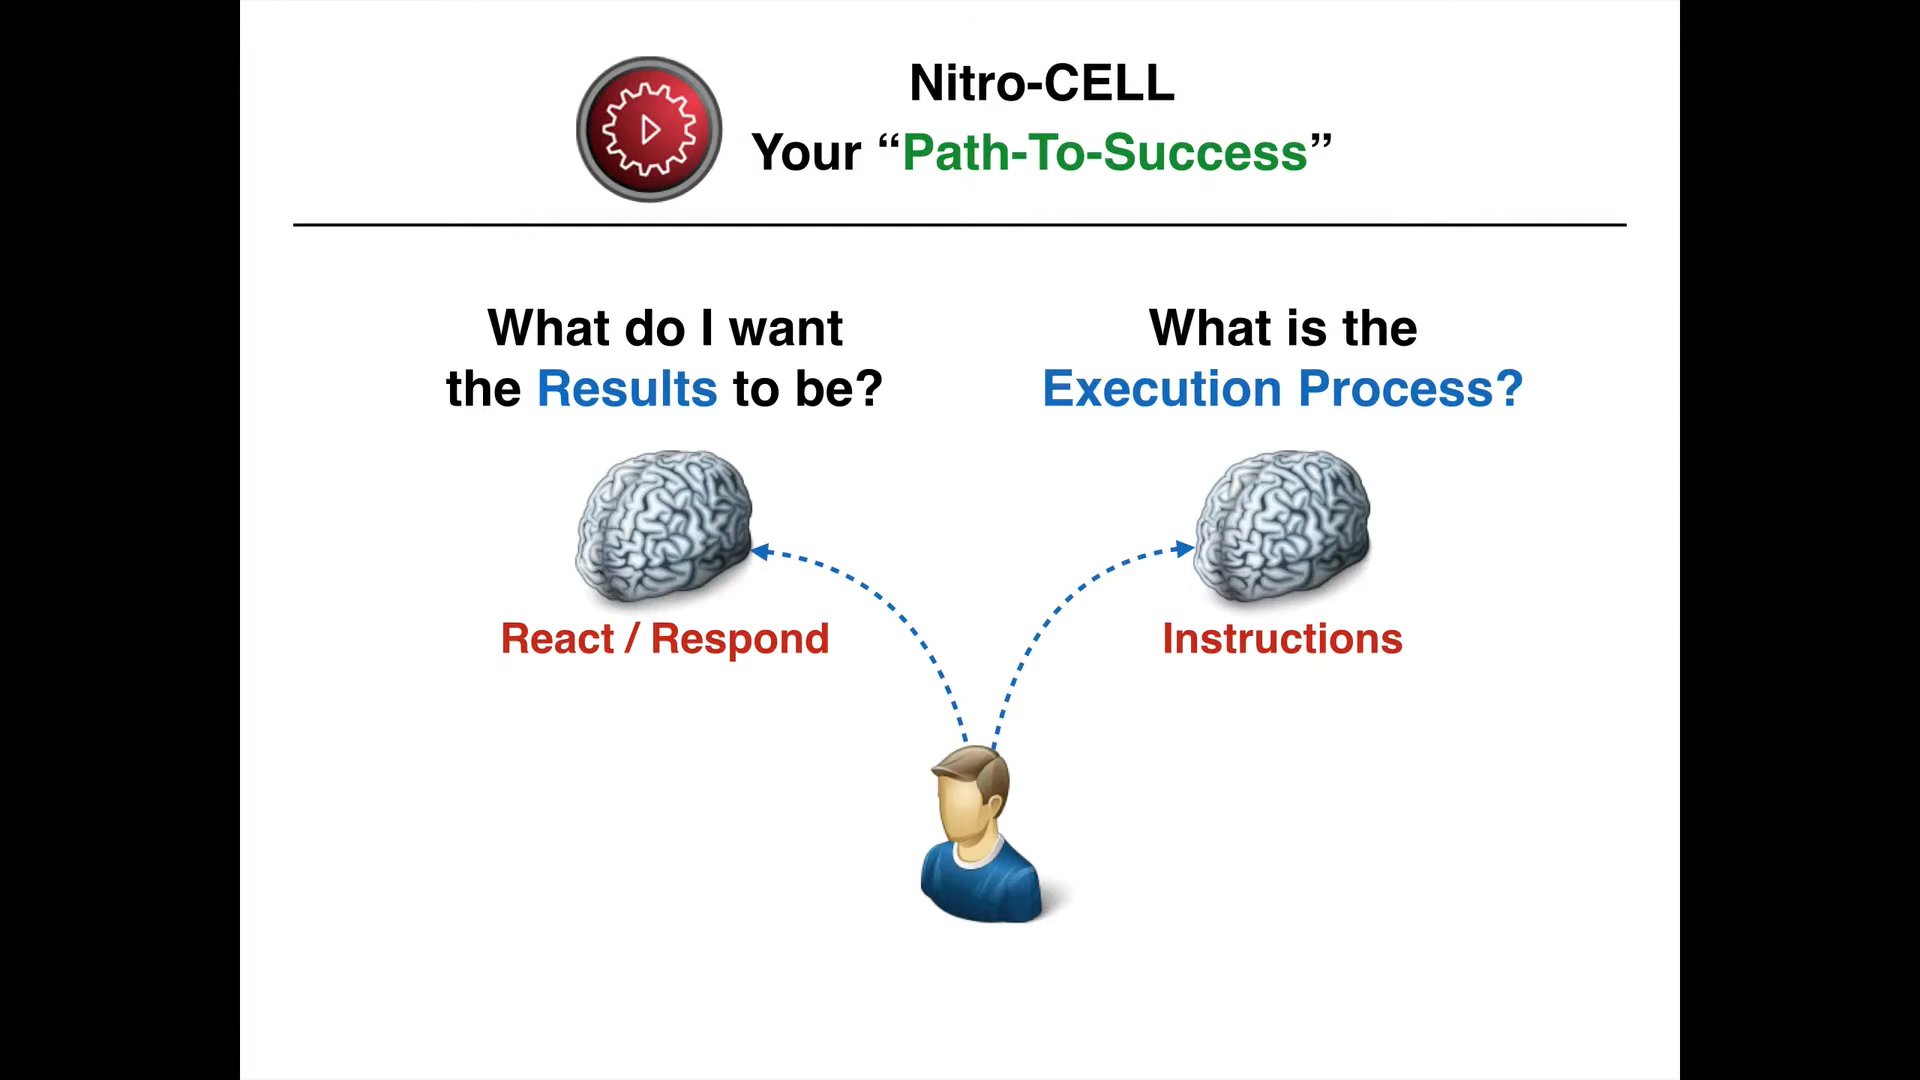 Nitro-CELL
Your “Path-To-Success”
What do I want
the Results to be?
What is the
Execution Process?
React / Respond
Instructions